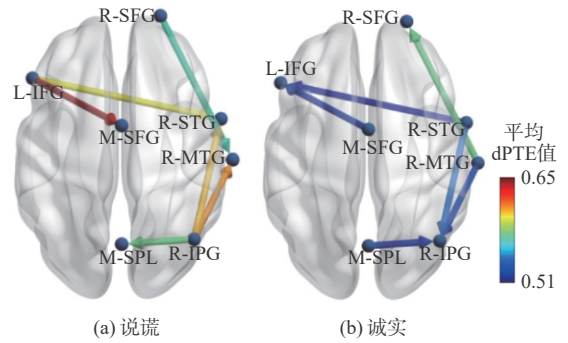 R-SFG
L-IFG
R-STG
M-SFG
R-MTG
M-SPL
R-IPG
(a) 说谎
R-SFG
L-IFG
R-STG
M-SFG
R-MTG
M-SPL
R-IPG
(b) 诚实
平均
dPTE值
0.65
0.51